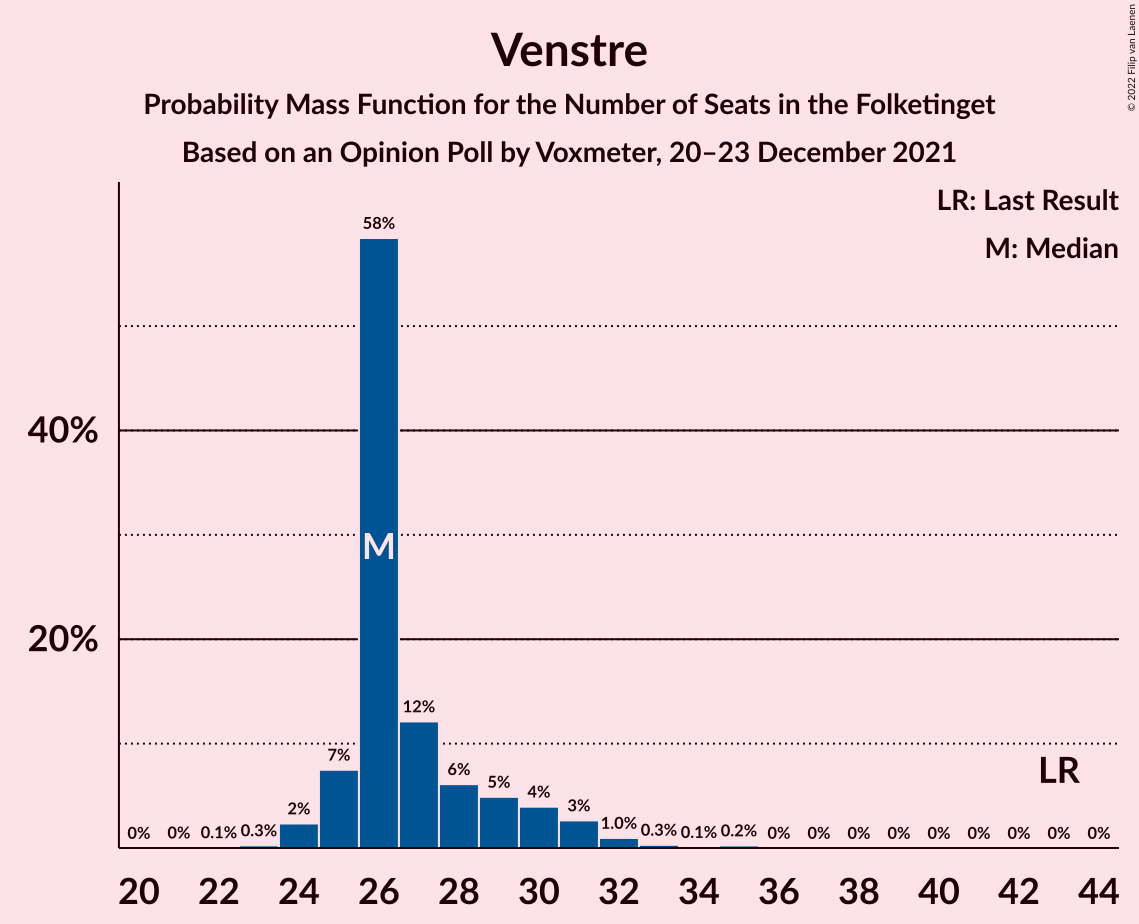 Venstre
Probability Mass Function for the Number of Seats in the Folketinget
Based on an Opinion Poll by Voxmeter, 20–23 December 2021
© 2022 Filip van Laenen
LR: Last Result
M: Median
40%
20%
0% 0% 0.1% 0.3% 2% 7% 58% 12% 6% 5% 4% 3% 1.0% 0.3% 0.1% 0.2% 0% 0% 0% 0% 0% 0% 0% 0% 0%
M
LR
20 22 24 26 28 30 32 34 36 38 40 42 44